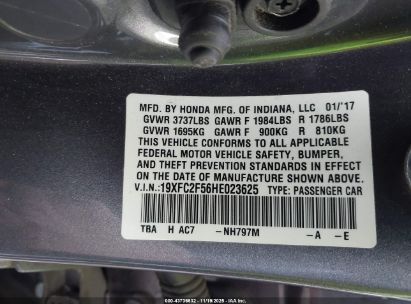 MFD. BY HONDA MFG. OF INDIANA, LLC 01/'17
GVWR 3737LBS GAWR F 1984LBS R 1786LBS
GVWR 1695KG GAWR F 900KG R 810KG
THIS VEHICLE CONFORMS TO ALL APPLICABLE
FEDERAL MOTOR VEHICLE SAFETY, BUMPER,
AND THEFT PREVENTION STANDARDS IN EFFECT
ON THE DATE OF MANUFACTURE SHOWN ABOVE.
V.I.N.:19XFC2F56HE023625 TYPE: PASSENGER CAR
TBA H AC7 -NH797M -A -E